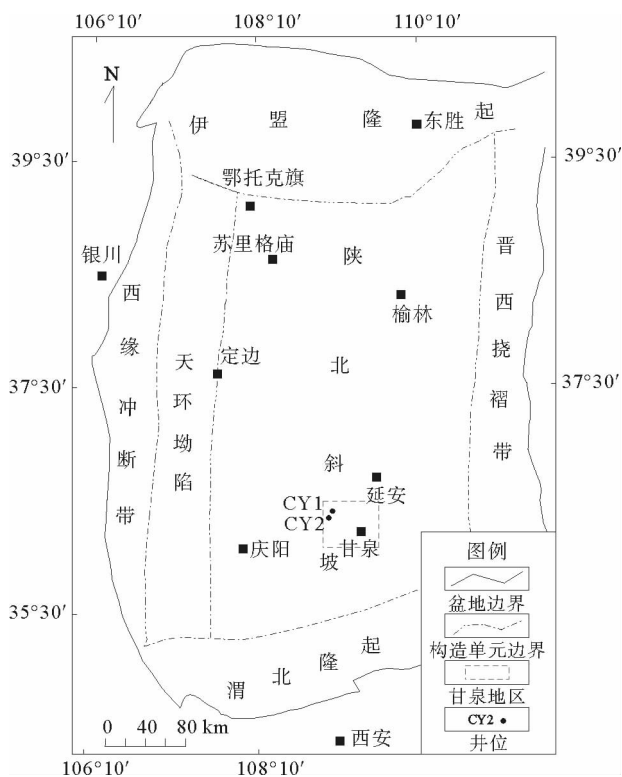 106°10′ 108°10′ 110°10′
N
伊盟隆起
东胜
39°30′ 39°30′
鄂托克旗
苏里格庙
银川
陕北斜坡
榆林
晋西挠褶带
西缘冲断带
天环坳陷
定边
37°30′ 37°30′
延安
CY1
CY2
甘泉
庆阳
35°30′
渭北隆起
西安
0 40 80 km
106°10′ 108°10′
图例
盆地边界
构造单元边界
甘泉地区
CY2
井位